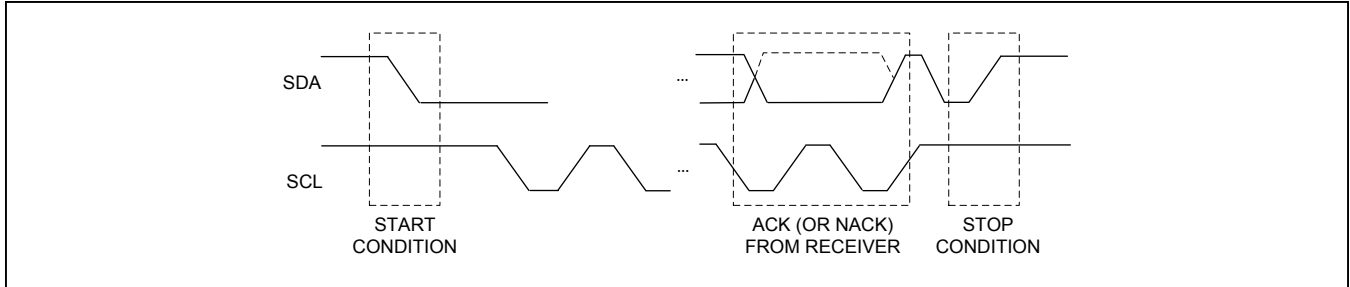 SDA
...
SCL
...
START
CONDITION
ACK (OR NACK)
FROM RECEIVER
STOP
CONDITION